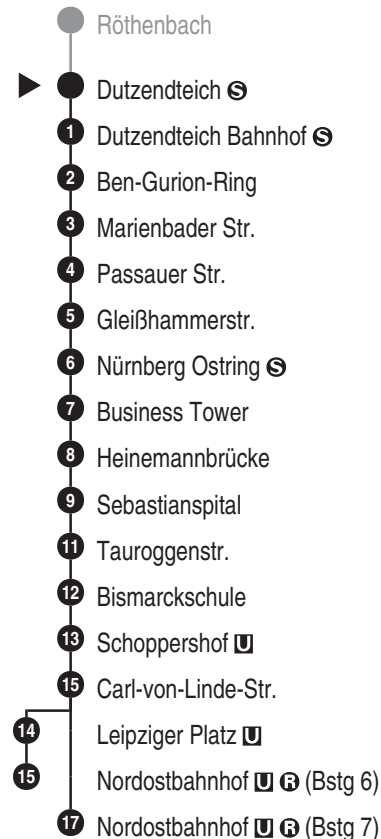 Röthenbach
Dutzendteich S
1 Dutzendteich Bahnhof S
2 Ben-Gurion-Ring
3 Marienbader Str.
4 Passauer Str.
5 Gleißhammerstr.
6 Nürnberg Ostring S
7 Business Tower
8 Heinemannbrücke
9 Sebastianspital
11 Tauroggenstr.
12 Bismarckschule
13 Schoppershof U
15 Carl-von-Linde-Str.
14 Leipziger Platz U
15 Nordostbahnhof U R (Bstg 6)
17 Nordostbahnhof U R (Bstg 7)